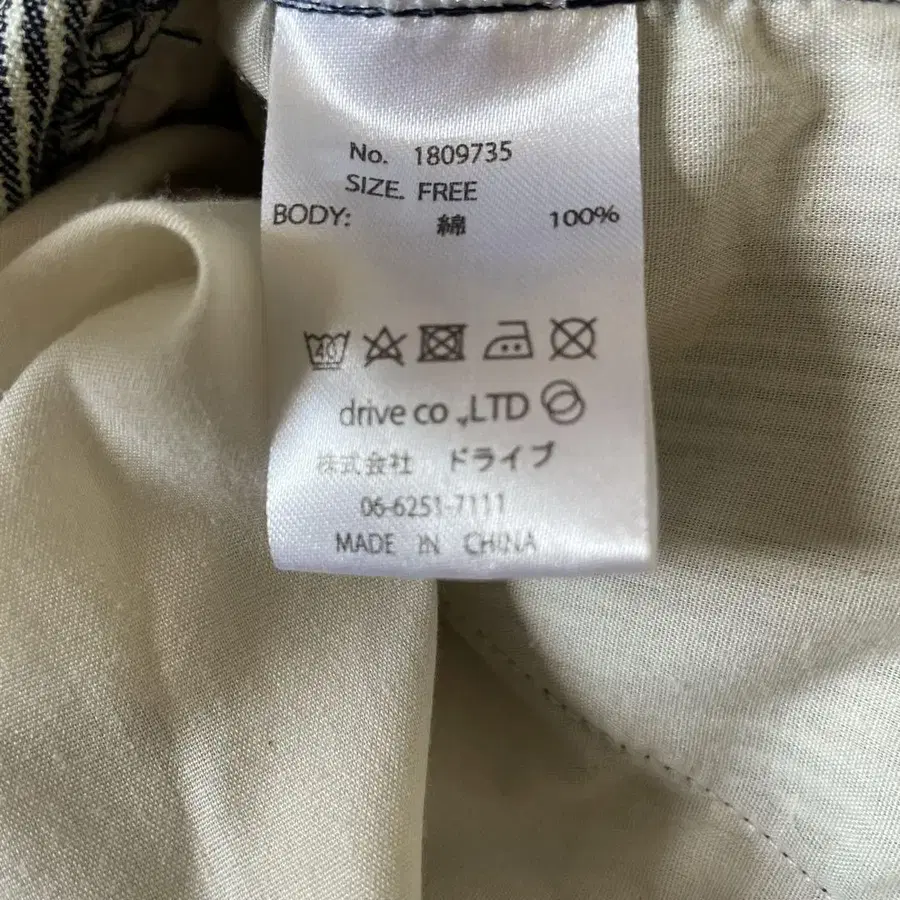 No. 1809735
SIZE. FREE
BODY: 綿 100%
40
drive co .,LTD
株式会社 ドライブ
06-6251-7111
MADE IN CHINA